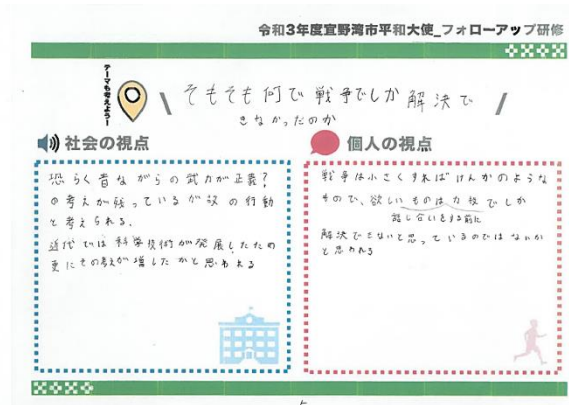 令和3年度宜野湾市平和大使_フォローアップ研修
テーマも考えよう!
そもそも何で戦争でしか解決で
きなかったのか
社会の視点
恐らく昔ながらの武力が正義?
の考えが残っているが故の行動
と考えられる.
近代では科学技術が発展したため
更にその考えが増したかと思われる
個人の視点
戦争は小さくすればけんかのような
もので、欲しいものは力技でしか
話し合いをする前に
解決できないと思っているのではないか
と思われる